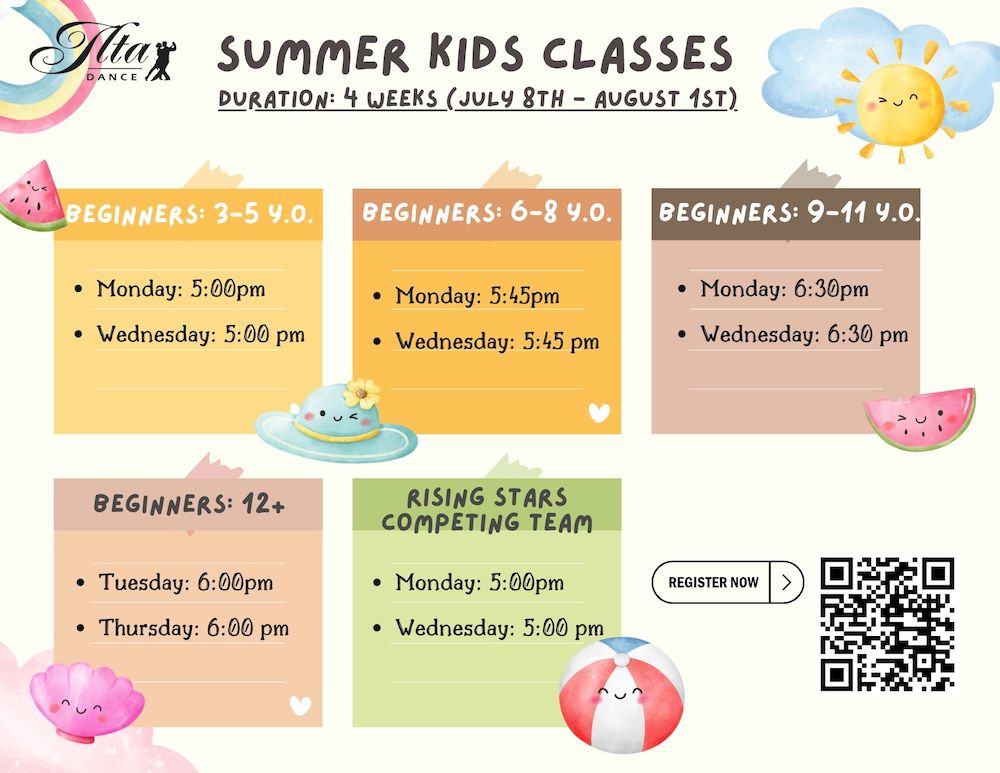 Alta
DANCE
SUMMER KIDS CLASSES
DURATION: 4 WEEKS (JULY 8TH - AUGUST 1ST)
BEGINNERS: 3-5 Y.O.
• Monday: 5:00pm
• Wednesday: 5:00 pm
BEGINNERS: 6-8 Y.O.
• Monday: 5:45pm
• Wednesday: 5:45 pm
BEGINNERS: 9-11 Y.O.
• Monday: 6:30pm
• Wednesday: 6:30 pm
BEGINNERS: 12+
• Tuesday: 6:00pm
• Thursday: 6:00 pm
RISING STARS
COMPETING TEAM
• Monday: 5:00pm
• Wednesday: 5:00 pm
REGISTER NOW